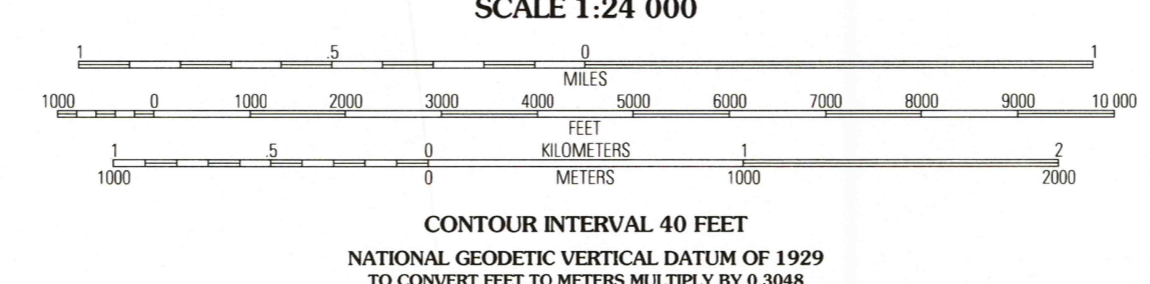 SCALE 1:24 000
1 .5 0 1
MILES
1000 0 1000 2000 3000 4000 5000 6000 7000 8000 9000 10 000
FEET
1 .5 0 KILOMETERS 1 2
1000 0 METERS 1000 2000
CONTOUR INTERVAL 40 FEET
NATIONAL GEODETIC VERTICAL DATUM OF 1929
TO CONVERT FEET TO METERS MULTIPLY BY 0.3048